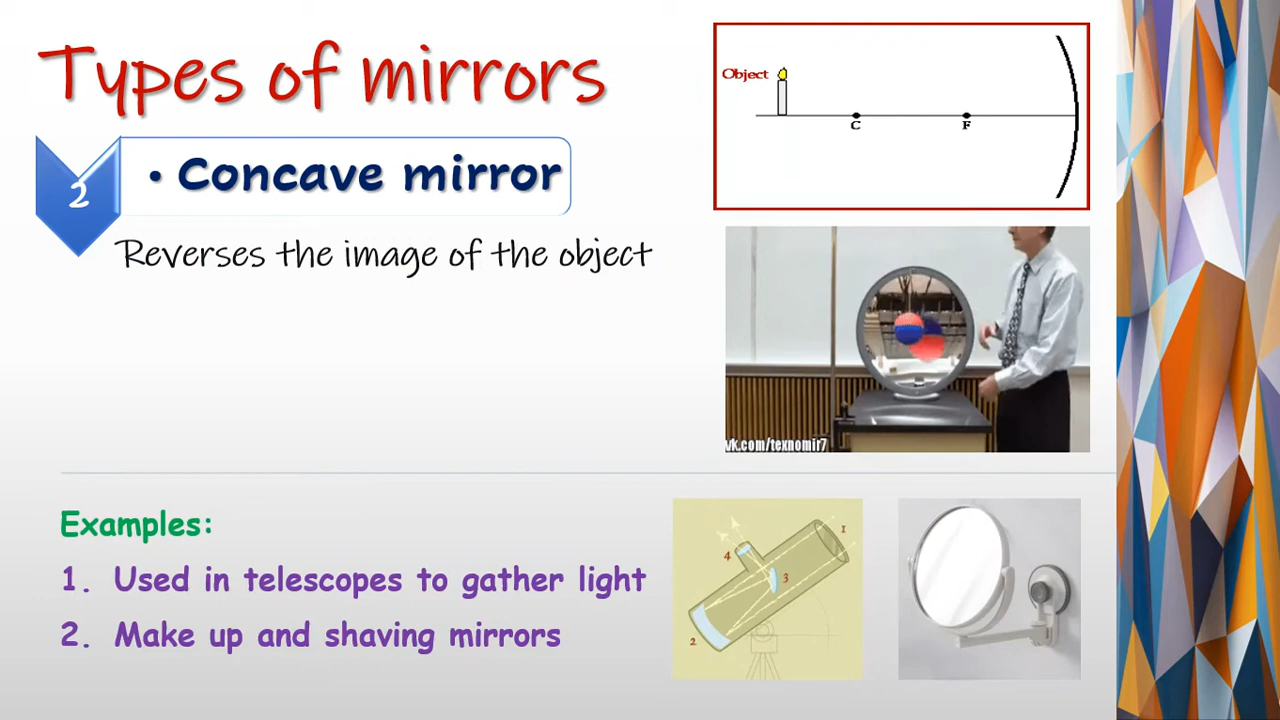 Types of mirrors
2
• Concave mirror
Reverses the image of the object
Object
C
F
vk.com/texnomir7
Examples:
1. Used in telescopes to gather light
2. Make up and shaving mirrors
1
4
3
2